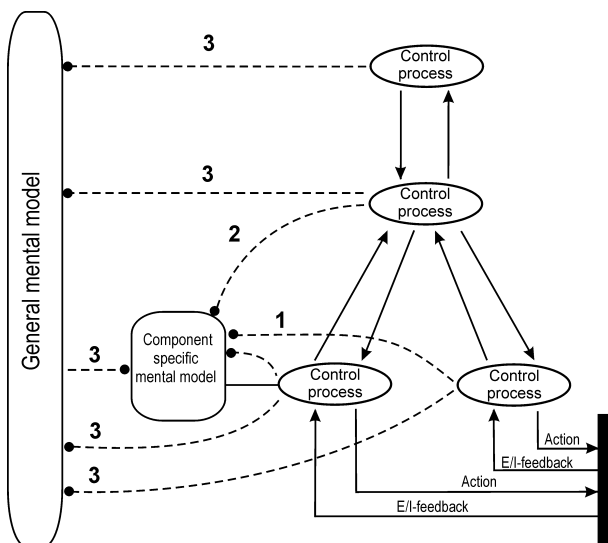 3
Control
process
General mental model
3
Control
process
2
1
Component
specific
mental model
3
Control
process
Control
process
3
Action
E/I-feedback
3
Action
E/I-feedback